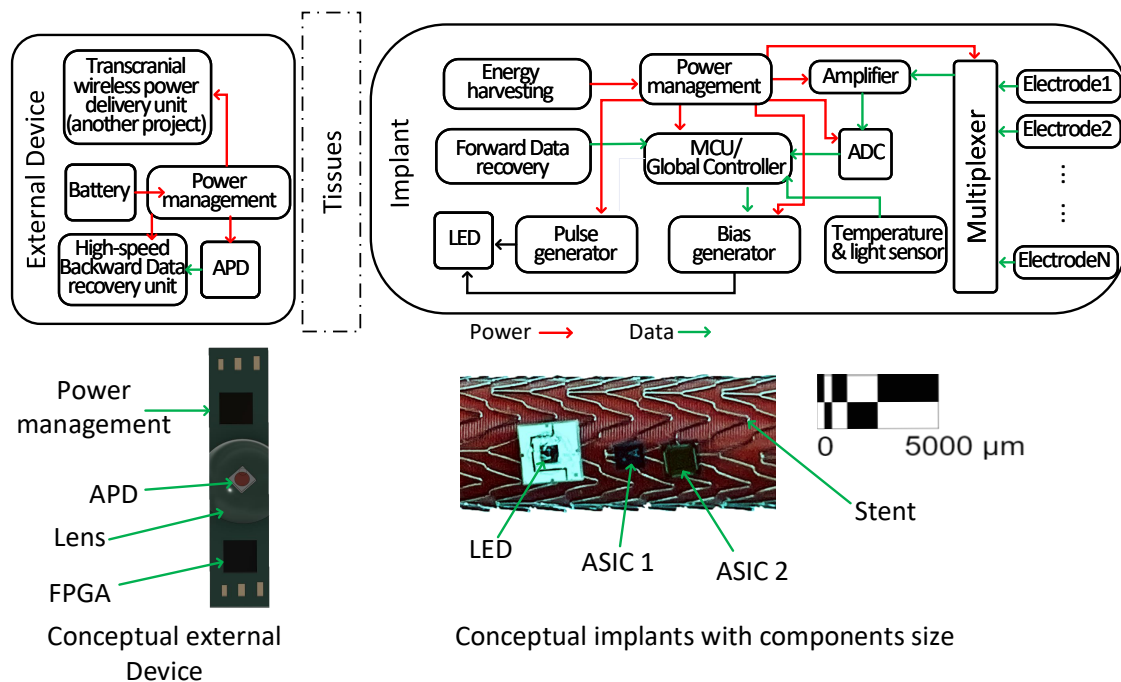 External Device
Transcranial
wireless power
delivery unit
(another project)
Battery
Power
management
High-speed
Backward Data
recovery unit
APD
Tissues
Implant
Energy
harvesting
Power
management
Amplifier
Forward Data
recovery
MCU/
Global Controller
ADC
LED
Pulse
generator
Bias
generator
Temperature
& light sensor
Multiplexer
Electrode1
Electrode2
...
...
ElectrodeN
Power
Data
Power
management
APD
Lens
FPGA
Conceptual external
Device
LED
ASIC 1
ASIC 2
Stent
0
5000 µm
Conceptual implants with components size